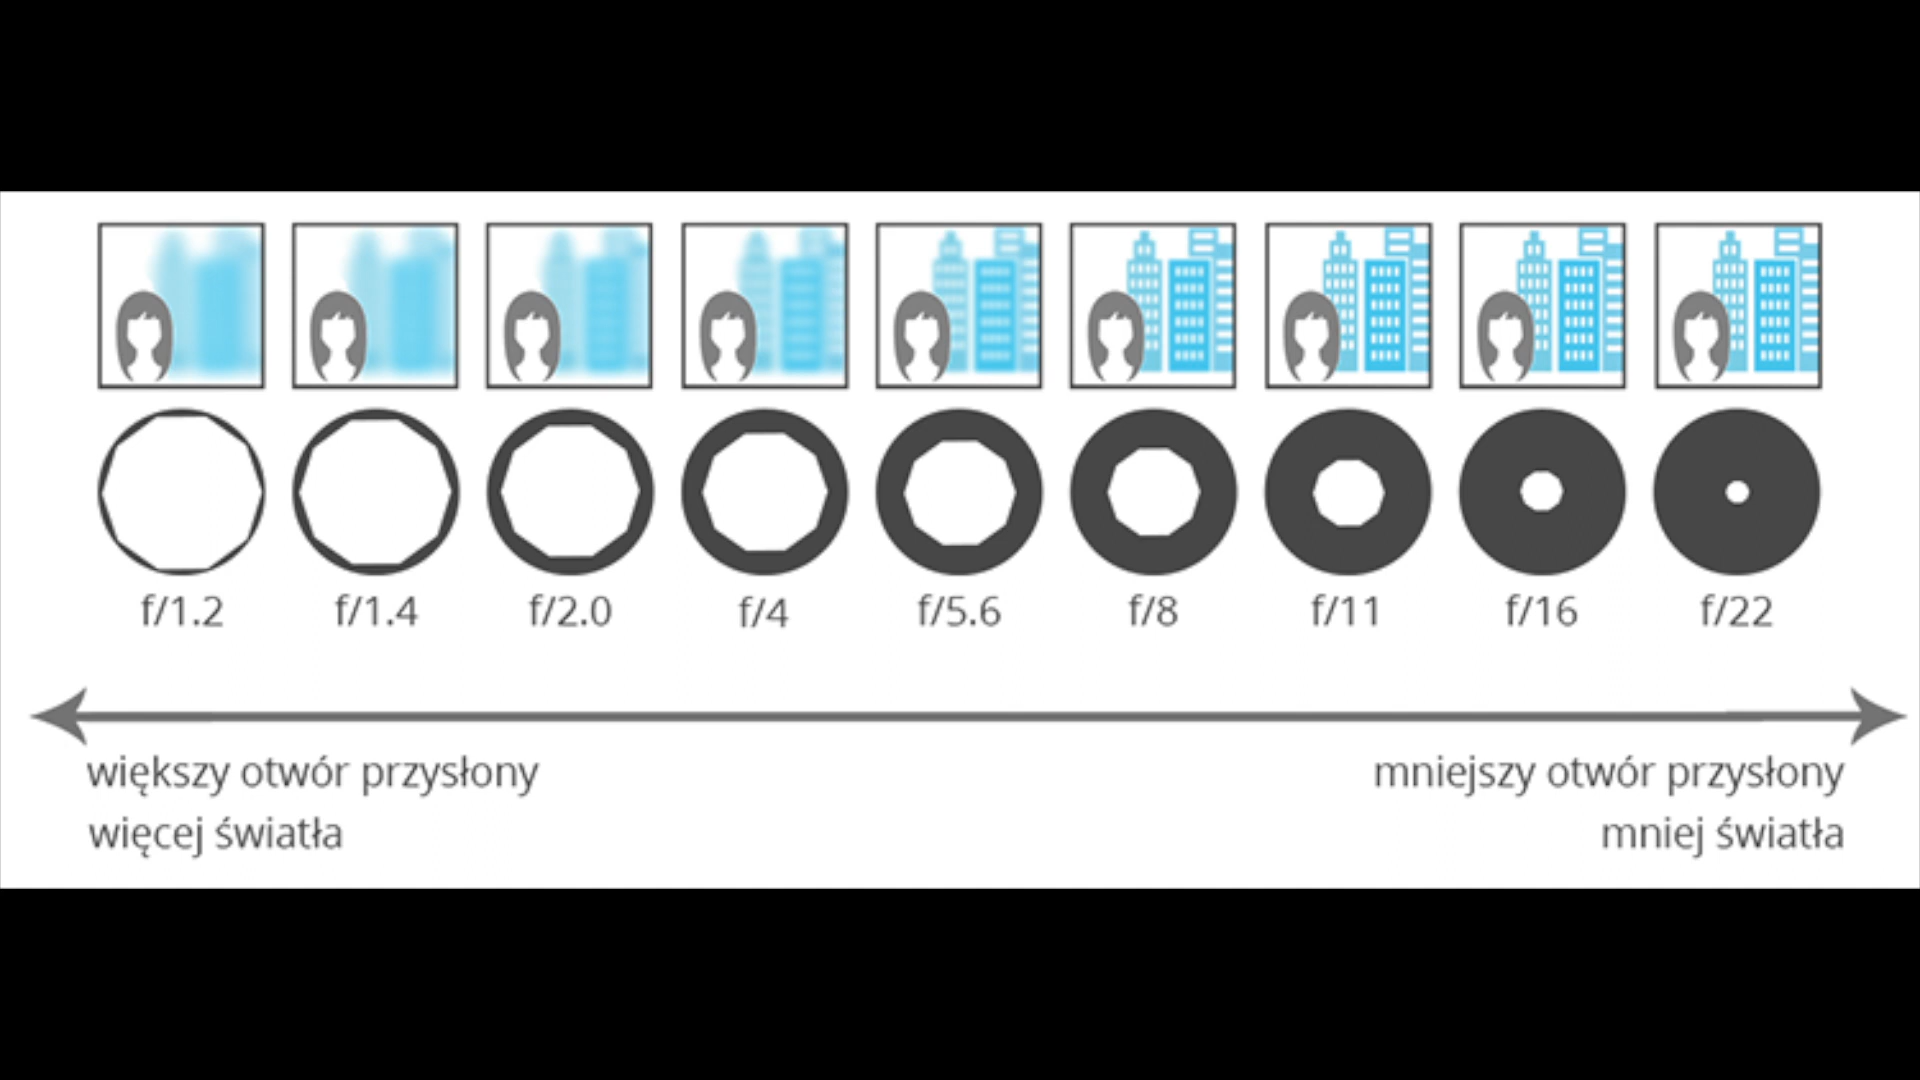 f/1.2 f/1.4 f/2.0 f/4 f/5.6 f/8 f/11 f/16 f/22
większy otwór przysłony
więcej światła
mniejszy otwór przysłony
mniej światła